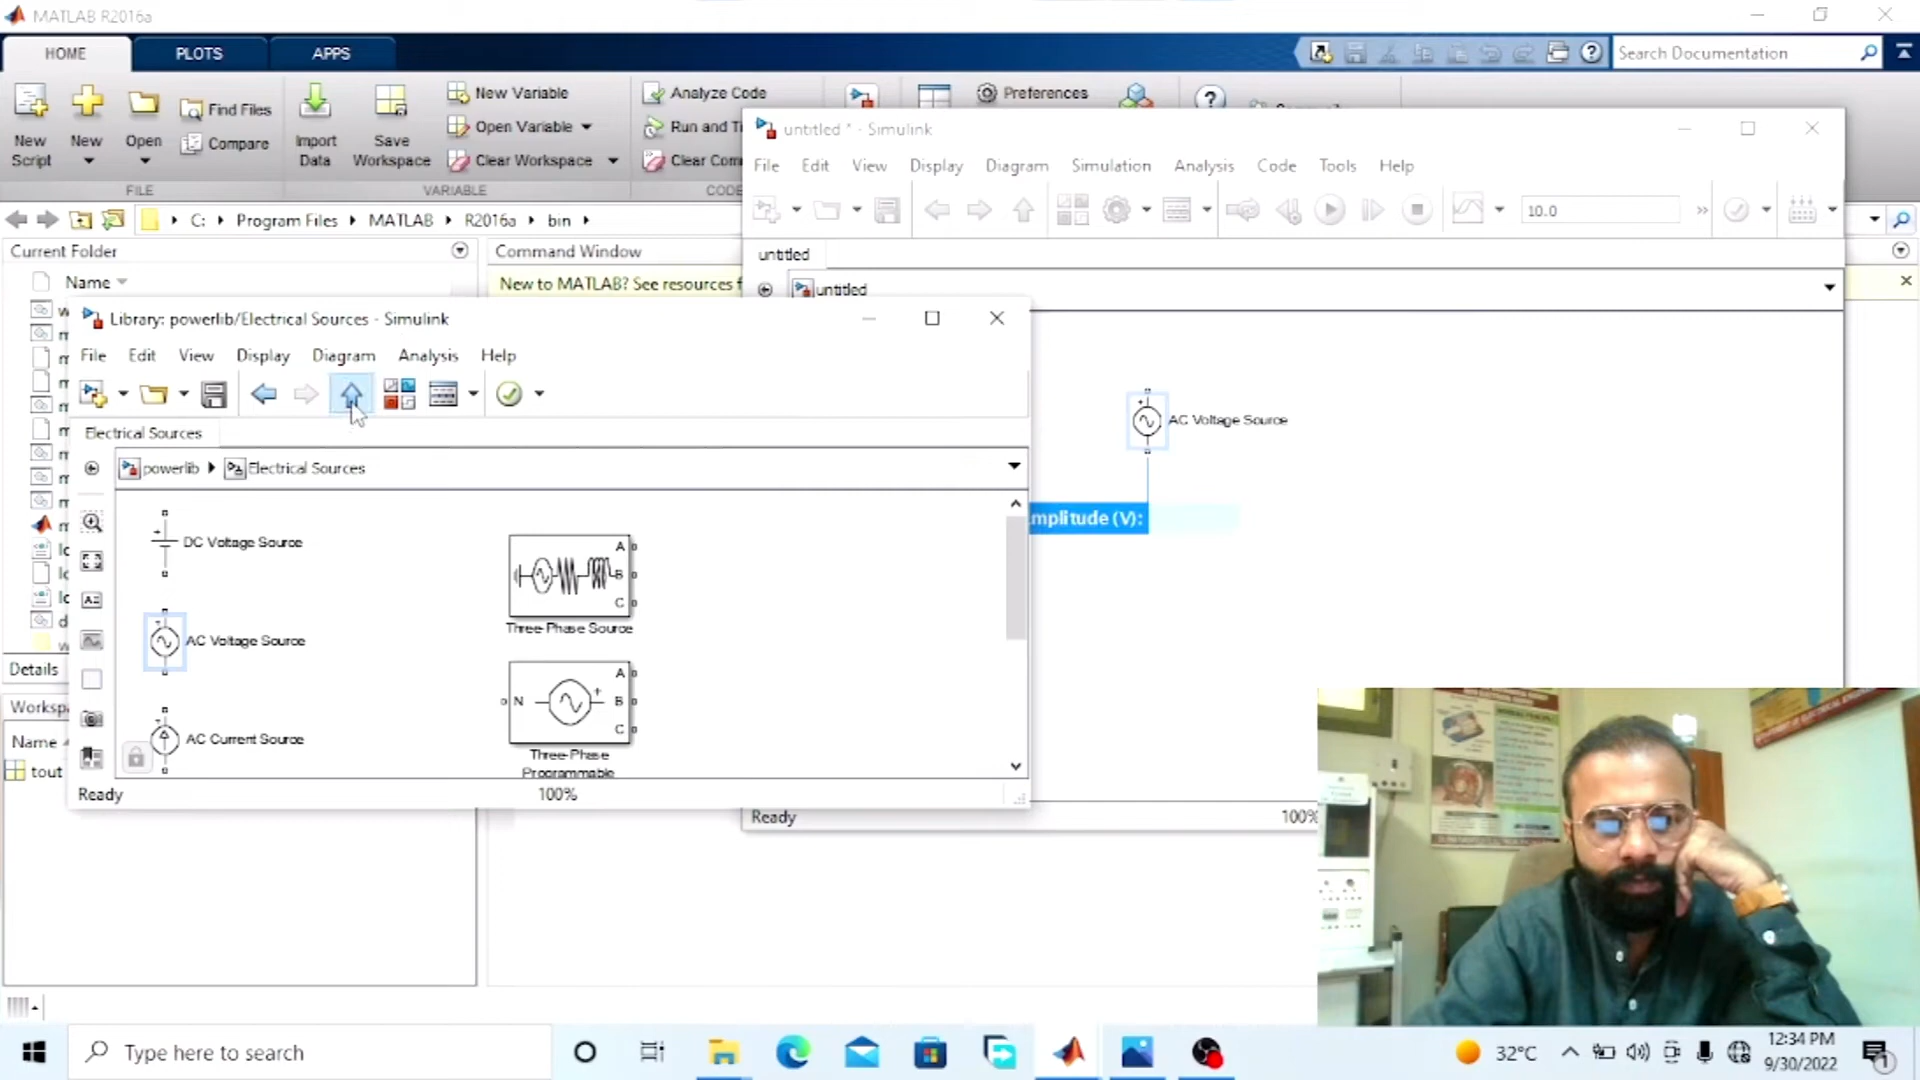 MATLAB R2016a
HOME
PLOTS
APPS
Search Documentation
New Script
New
Open
Find Files
Compare
FILE
Import Data
Save Workspace
New Variable
Open Variable
Clear Workspace
VARIABLE
Analyze Code
Run and Ti
Clear Com
CODE
Preferences
C:
Program Files
MATLAB
R2016a
bin
Current Folder
Name
Details
Name
tout
Command Window
New to MATLAB? See resources f
untitled * - Simulink
File Edit View Display Diagram Simulation Analysis Code Tools Help
10.0
untitled
untitled
AC Voltage Source
mplitude (V):
Ready
100%
Library: powerlib/Electrical Sources - Simulink
File Edit View Display Diagram Analysis Help
Electrical Sources
powerlib
Electrical Sources
DC Voltage Source
AC Voltage Source
AC Current Source
A
B
C
Three-Phase Source
N
A
B
C
Three-Phase
Programmable
Ready
100%
Type here to search
32°C
12:34 PM
9/30/2022
1